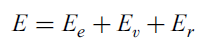 E = E_e + E_v + E_r